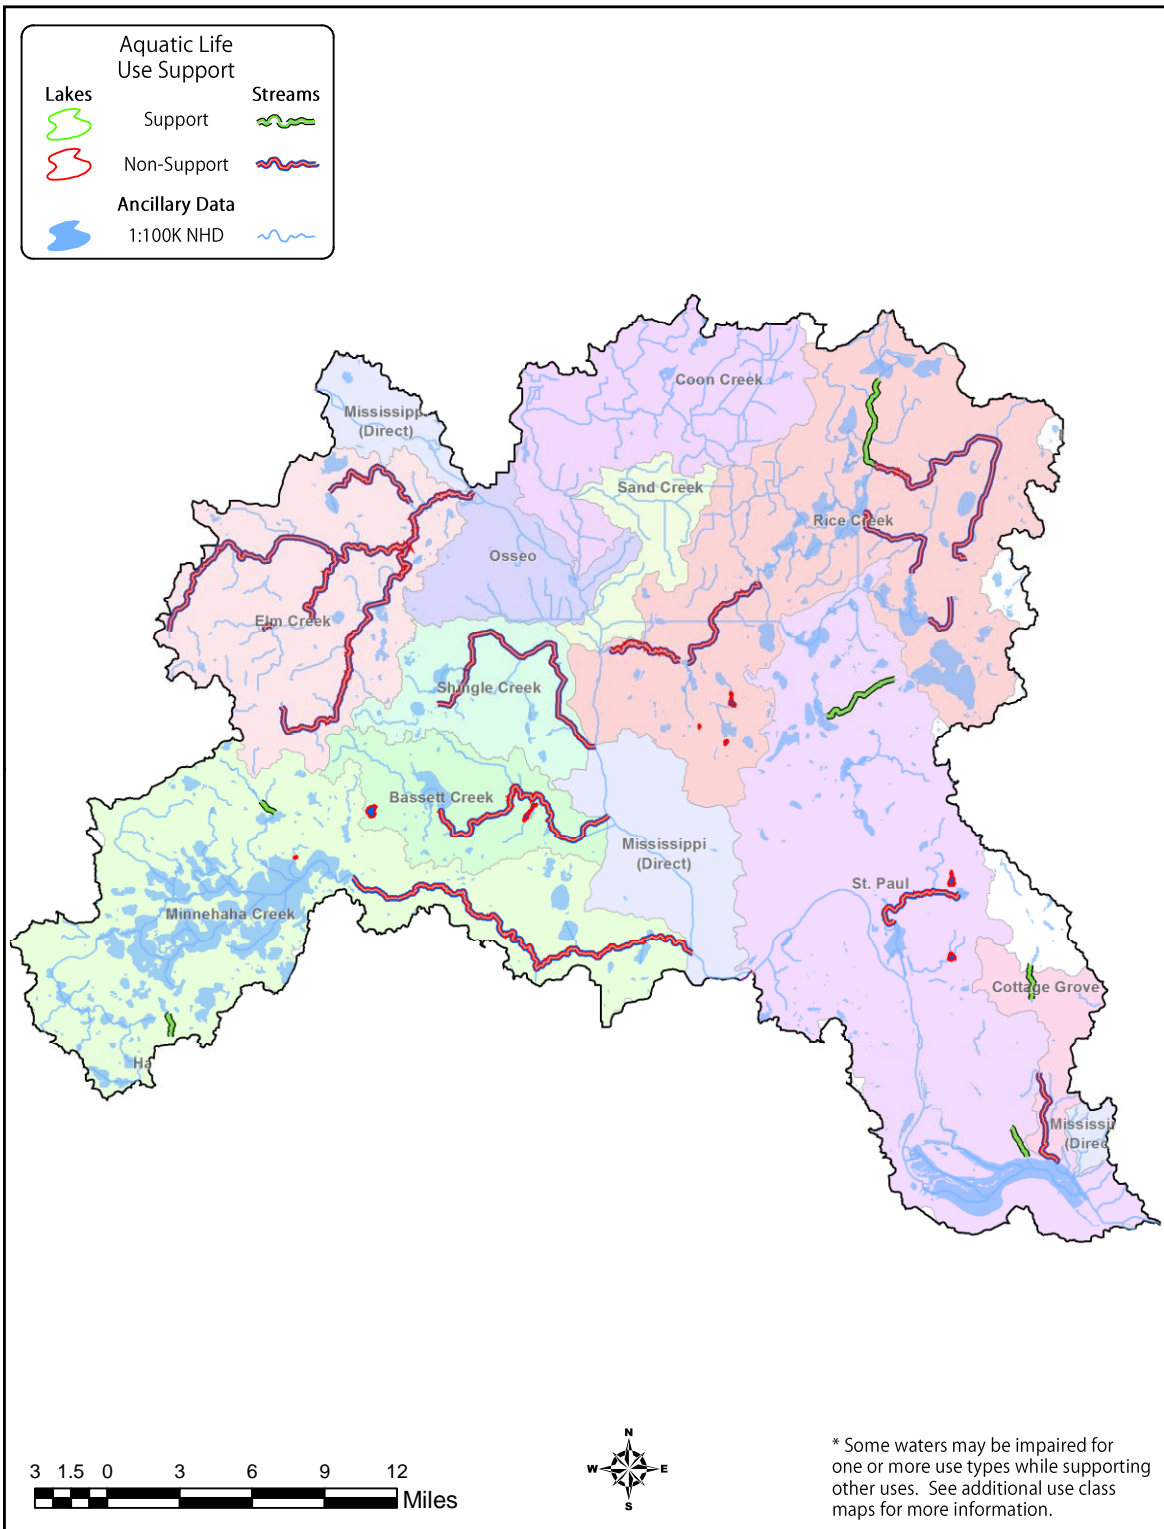 Aquatic Life
Use Support
Lakes
Streams
Support
Non-Support
Ancillary Data
1:100K NHD
Coon Creek
Mississippi
(Direct)
Sand Creek
Rice Creek
Osseo
Elm Creek
Shingle Creek
Bassett Creek
Mississippi
(Direct)
St. Paul
Minnehaha Creek
Cottage Grove
Ha
Mississi
(Direc
3 1.5 0 3 6 9 12
Miles
N
W E
S
* Some waters may be impaired for
one or more use types while supporting
other uses. See additional use class
maps for more information.